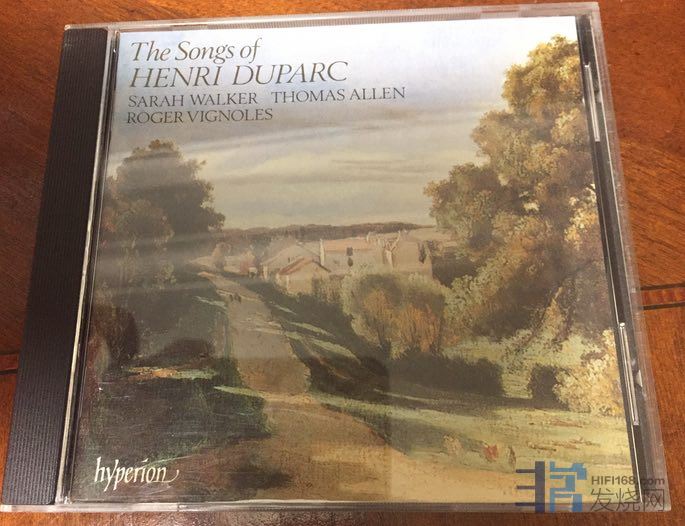 The Songs of
HENRI DUPARC
SARAH WALKER THOMAS ALLEN
ROGER VIGNOLES
hyperion
HIFI168.com
发烧网